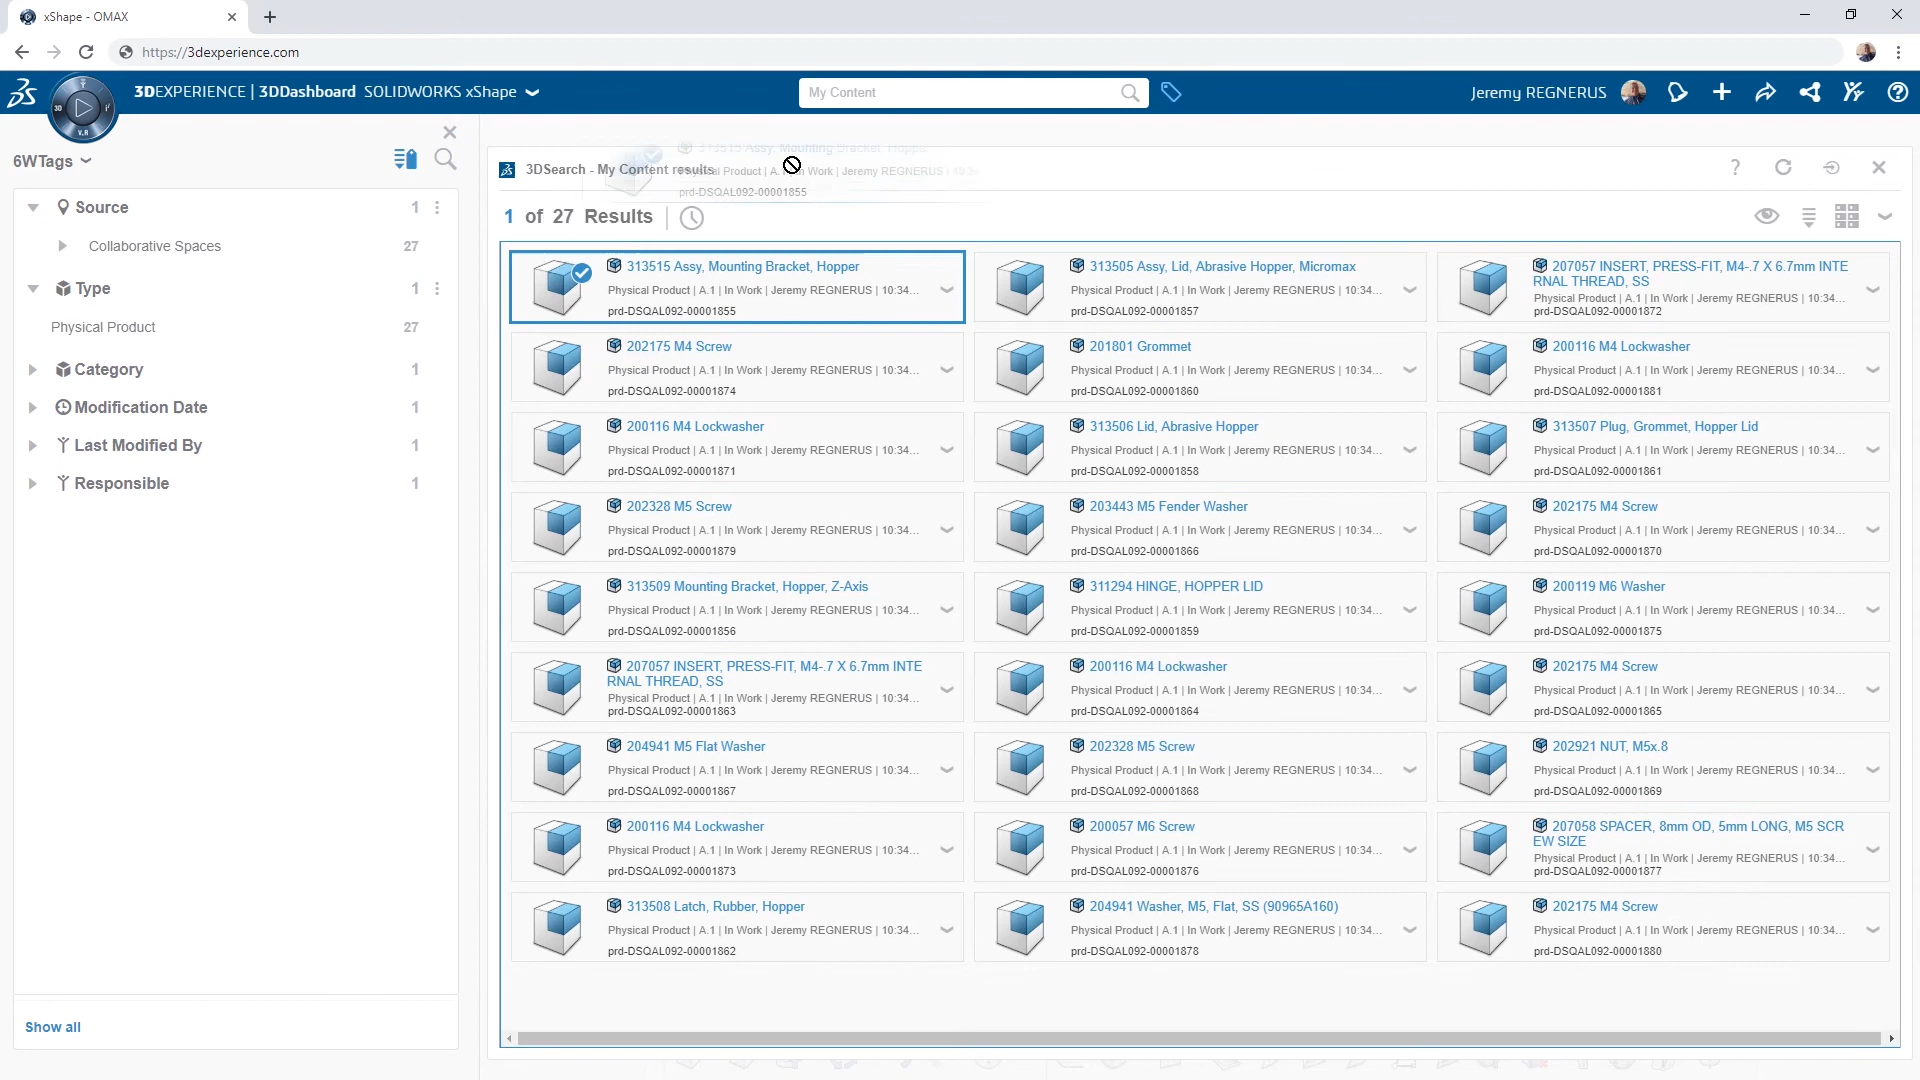 xShape - OMAX
https://3dexperience.com
3DEXPERIENCE | 3DDashboard SOLIDWORKS xShape
My Content
Jeremy REGNERUS
6WTags
Source 1
Collaborative Spaces 27
Type 1
Physical Product 27
Category 1
Modification Date 1
Last Modified By 1
Responsible 1
Show all
313515 Assy, Mounting Bracket, Hopper
3DSearch - My Content results
prd-DSQAL092-00001855
1 of 27 Results
313515 Assy, Mounting Bracket, Hopper
Physical Product | A.1 | In Work | Jeremy REGNERUS | 10:34...
prd-DSQAL092-00001855
313505 Assy, Lid, Abrasive Hopper, Micromax
Physical Product | A.1 | In Work | Jeremy REGNERUS | 10:34...
prd-DSQAL092-00001857
207057 INSERT, PRESS-FIT, M4-.7 X 6.7mm INTE
RNAL THREAD, SS
Physical Product | A.1 | In Work | Jeremy REGNERUS | 10:34...
prd-DSQAL092-00001872
202175 M4 Screw
Physical Product | A.1 | In Work | Jeremy REGNERUS | 10:34...
prd-DSQAL092-00001874
201801 Grommet
Physical Product | A.1 | In Work | Jeremy REGNERUS | 10:34...
prd-DSQAL092-00001860
200116 M4 Lockwasher
Physical Product | A.1 | In Work | Jeremy REGNERUS | 10:34...
prd-DSQAL092-00001881
200116 M4 Lockwasher
Physical Product | A.1 | In Work | Jeremy REGNERUS | 10:34...
prd-DSQAL092-00001871
313506 Lid, Abrasive Hopper
Physical Product | A.1 | In Work | Jeremy REGNERUS | 10:34...
prd-DSQAL092-00001858
313507 Plug, Grommet, Hopper Lid
Physical Product | A.1 | In Work | Jeremy REGNERUS | 10:34...
prd-DSQAL092-00001861
202328 M5 Screw
Physical Product | A.1 | In Work | Jeremy REGNERUS | 10:34...
prd-DSQAL092-00001879
203443 M5 Fender Washer
Physical Product | A.1 | In Work | Jeremy REGNERUS | 10:34...
prd-DSQAL092-00001866
202175 M4 Screw
Physical Product | A.1 | In Work | Jeremy REGNERUS | 10:34...
prd-DSQAL092-00001870
313509 Mounting Bracket, Hopper, Z-Axis
Physical Product | A.1 | In Work | Jeremy REGNERUS | 10:34...
prd-DSQAL092-00001856
311294 HINGE, HOPPER LID
Physical Product | A.1 | In Work | Jeremy REGNERUS | 10:34...
prd-DSQAL092-00001859
200119 M6 Washer
Physical Product | A.1 | In Work | Jeremy REGNERUS | 10:34...
prd-DSQAL092-00001875
207057 INSERT, PRESS-FIT, M4-.7 X 6.7mm INTE
RNAL THREAD, SS
Physical Product | A.1 | In Work | Jeremy REGNERUS | 10:34...
prd-DSQAL092-00001863
200116 M4 Lockwasher
Physical Product | A.1 | In Work | Jeremy REGNERUS | 10:34...
prd-DSQAL092-00001864
202175 M4 Screw
Physical Product | A.1 | In Work | Jeremy REGNERUS | 10:34...
prd-DSQAL092-00001865
204941 M5 Flat Washer
Physical Product | A.1 | In Work | Jeremy REGNERUS | 10:34...
prd-DSQAL092-00001867
202328 M5 Screw
Physical Product | A.1 | In Work | Jeremy REGNERUS | 10:34...
prd-DSQAL092-00001868
202921 NUT, M5x.8
Physical Product | A.1 | In Work | Jeremy REGNERUS | 10:34...
prd-DSQAL092-00001869
200116 M4 Lockwasher
Physical Product | A.1 | In Work | Jeremy REGNERUS | 10:34...
prd-DSQAL092-00001873
200057 M6 Screw
Physical Product | A.1 | In Work | Jeremy REGNERUS | 10:34...
prd-DSQAL092-00001876
207058 SPACER, 8mm OD, 5mm LONG, M5 SCR
EW SIZE
Physical Product | A.1 | In Work | Jeremy REGNERUS | 10:34...
prd-DSQAL092-00001877
313508 Latch, Rubber, Hopper
Physical Product | A.1 | In Work | Jeremy REGNERUS | 10:34...
prd-DSQAL092-00001862
204941 Washer, M5, Flat, SS (90965A160)
Physical Product | A.1 | In Work | Jeremy REGNERUS | 10:34...
prd-DSQAL092-00001878
202175 M4 Screw
Physical Product | A.1 | In Work | Jeremy REGNERUS | 10:34...
prd-DSQAL092-00001880